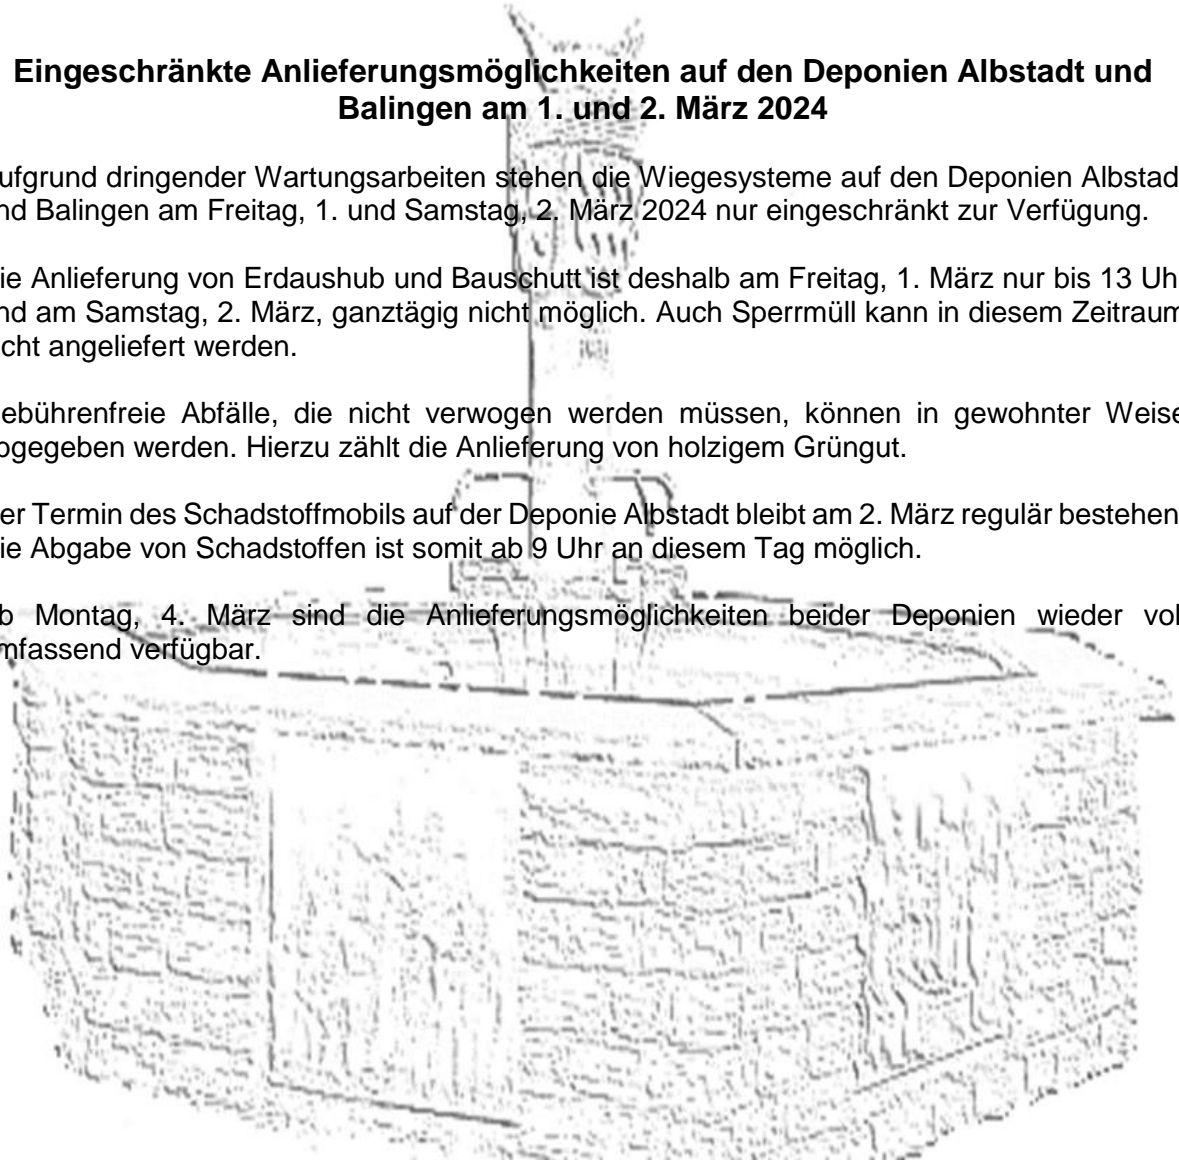 Eingeschränkte Anlieferungsmöglichkeiten auf den Deponien Albstadt und
Balingen am 1. und 2. März 2024
ufgrund dringender Wartungsarbeiten stehen die Wiegesysteme auf den Deponien Albstad
nd Balingen am Freitag, 1. und Samstag, 2. März 2024 nur eingeschränkt zur Verfügung.
ie Anlieferung von Erdaushub und Bauschutt ist deshalb am Freitag, 1. März nur bis 13 Uh
nd am Samstag, 2. März, ganztägig nicht möglich. Auch Sperrmüll kann in diesem Zeitraum
icht angeliefert werden.
ebührenfreie Abfälle, die nicht verwogen werden müssen, können in gewohnter Weise
bgegeben werden. Hierzu zählt die Anlieferung von holzigem Grüngut.
er Termin des Schadstoffmobils auf der Deponie Albstadt bleibt am 2. März regulär bestehen
ie Abgabe von Schadstoffen ist somit ab 9 Uhr an diesem Tag möglich.
b Montag, 4. März sind die Anlieferungsmöglichkeiten beider Deponien wieder vol
mfassend verfügbar.